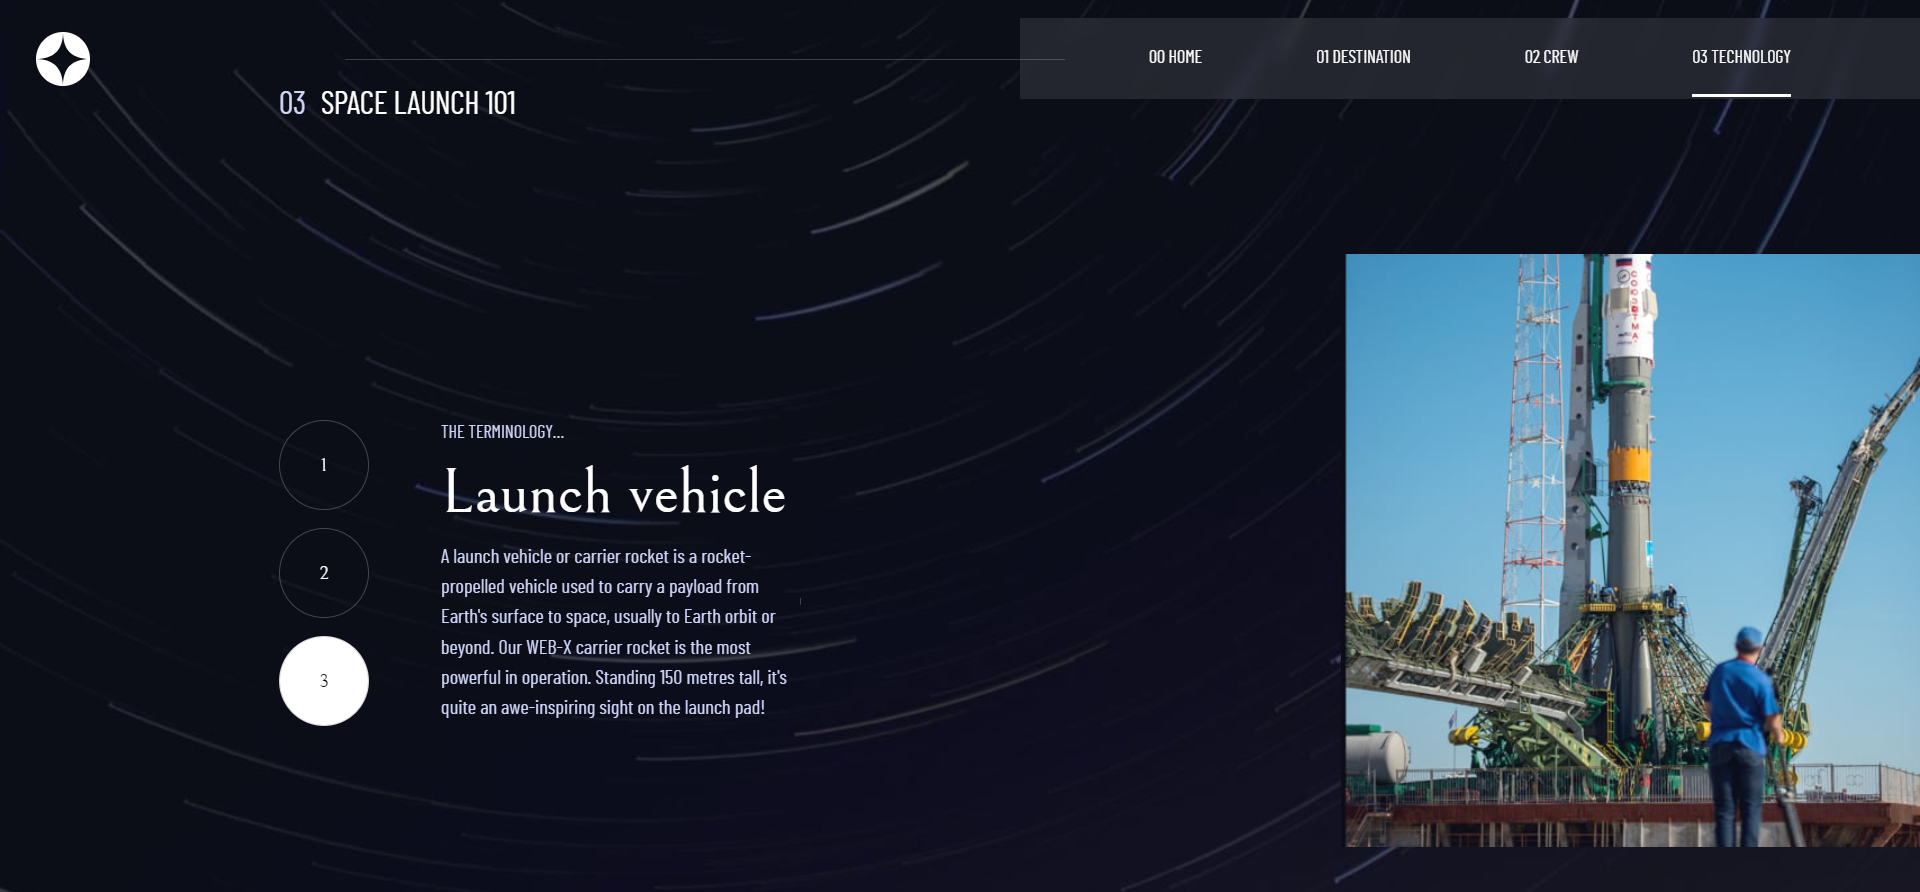 00 HOME
01 DESTINATION
02 CREW
03 TECHNOLOGY
03 SPACE LAUNCH 101
1
2
3
THE TERMINOLOGY...
Launch vehicle
A launch vehicle or carrier rocket is a rocket-
propelled vehicle used to carry a payload from
Earth's surface to space, usually to Earth orbit or
beyond. Our WEB-X carrier rocket is the most
powerful in operation. Standing 150 metres tall, it's
quite an awe-inspiring sight on the launch pad!